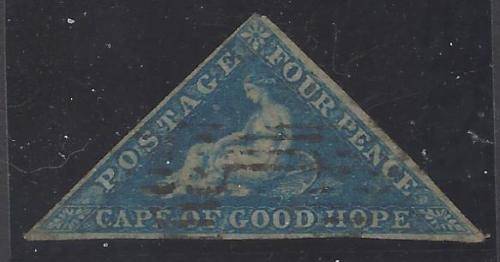 POSTAGE
FOUR PENCE
CAPE OF GOOD HOPE